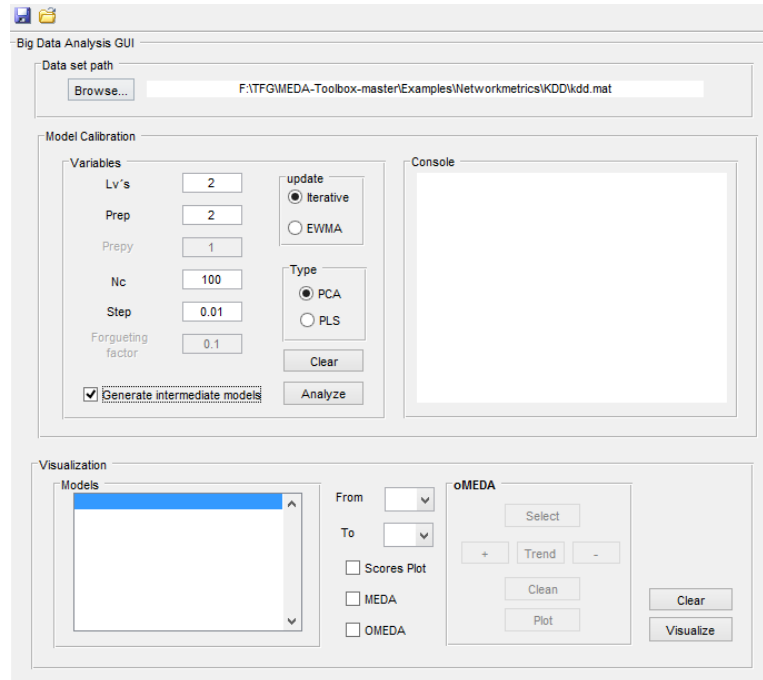 Big Data Analysis GUI
Data set path
Browse...
F:\TFG\MEDA-Toolbox-master\Examples\Networkmetrics\KDD\kdd.mat
Model Calibration
Variables
Lv´s
2
Prep
2
Prepy
1
Nc
100
Step
0.01
Forgueting
factor
0.1
Generate intermediate models
update
Iterative
EWMA
Type
PCA
PLS
Clear
Analyze
Console
Visualization
Models
From
To
Scores Plot
MEDA
OMEDA
oMEDA
Select
+
Trend
-
Clean
Plot
Clear
Visualize